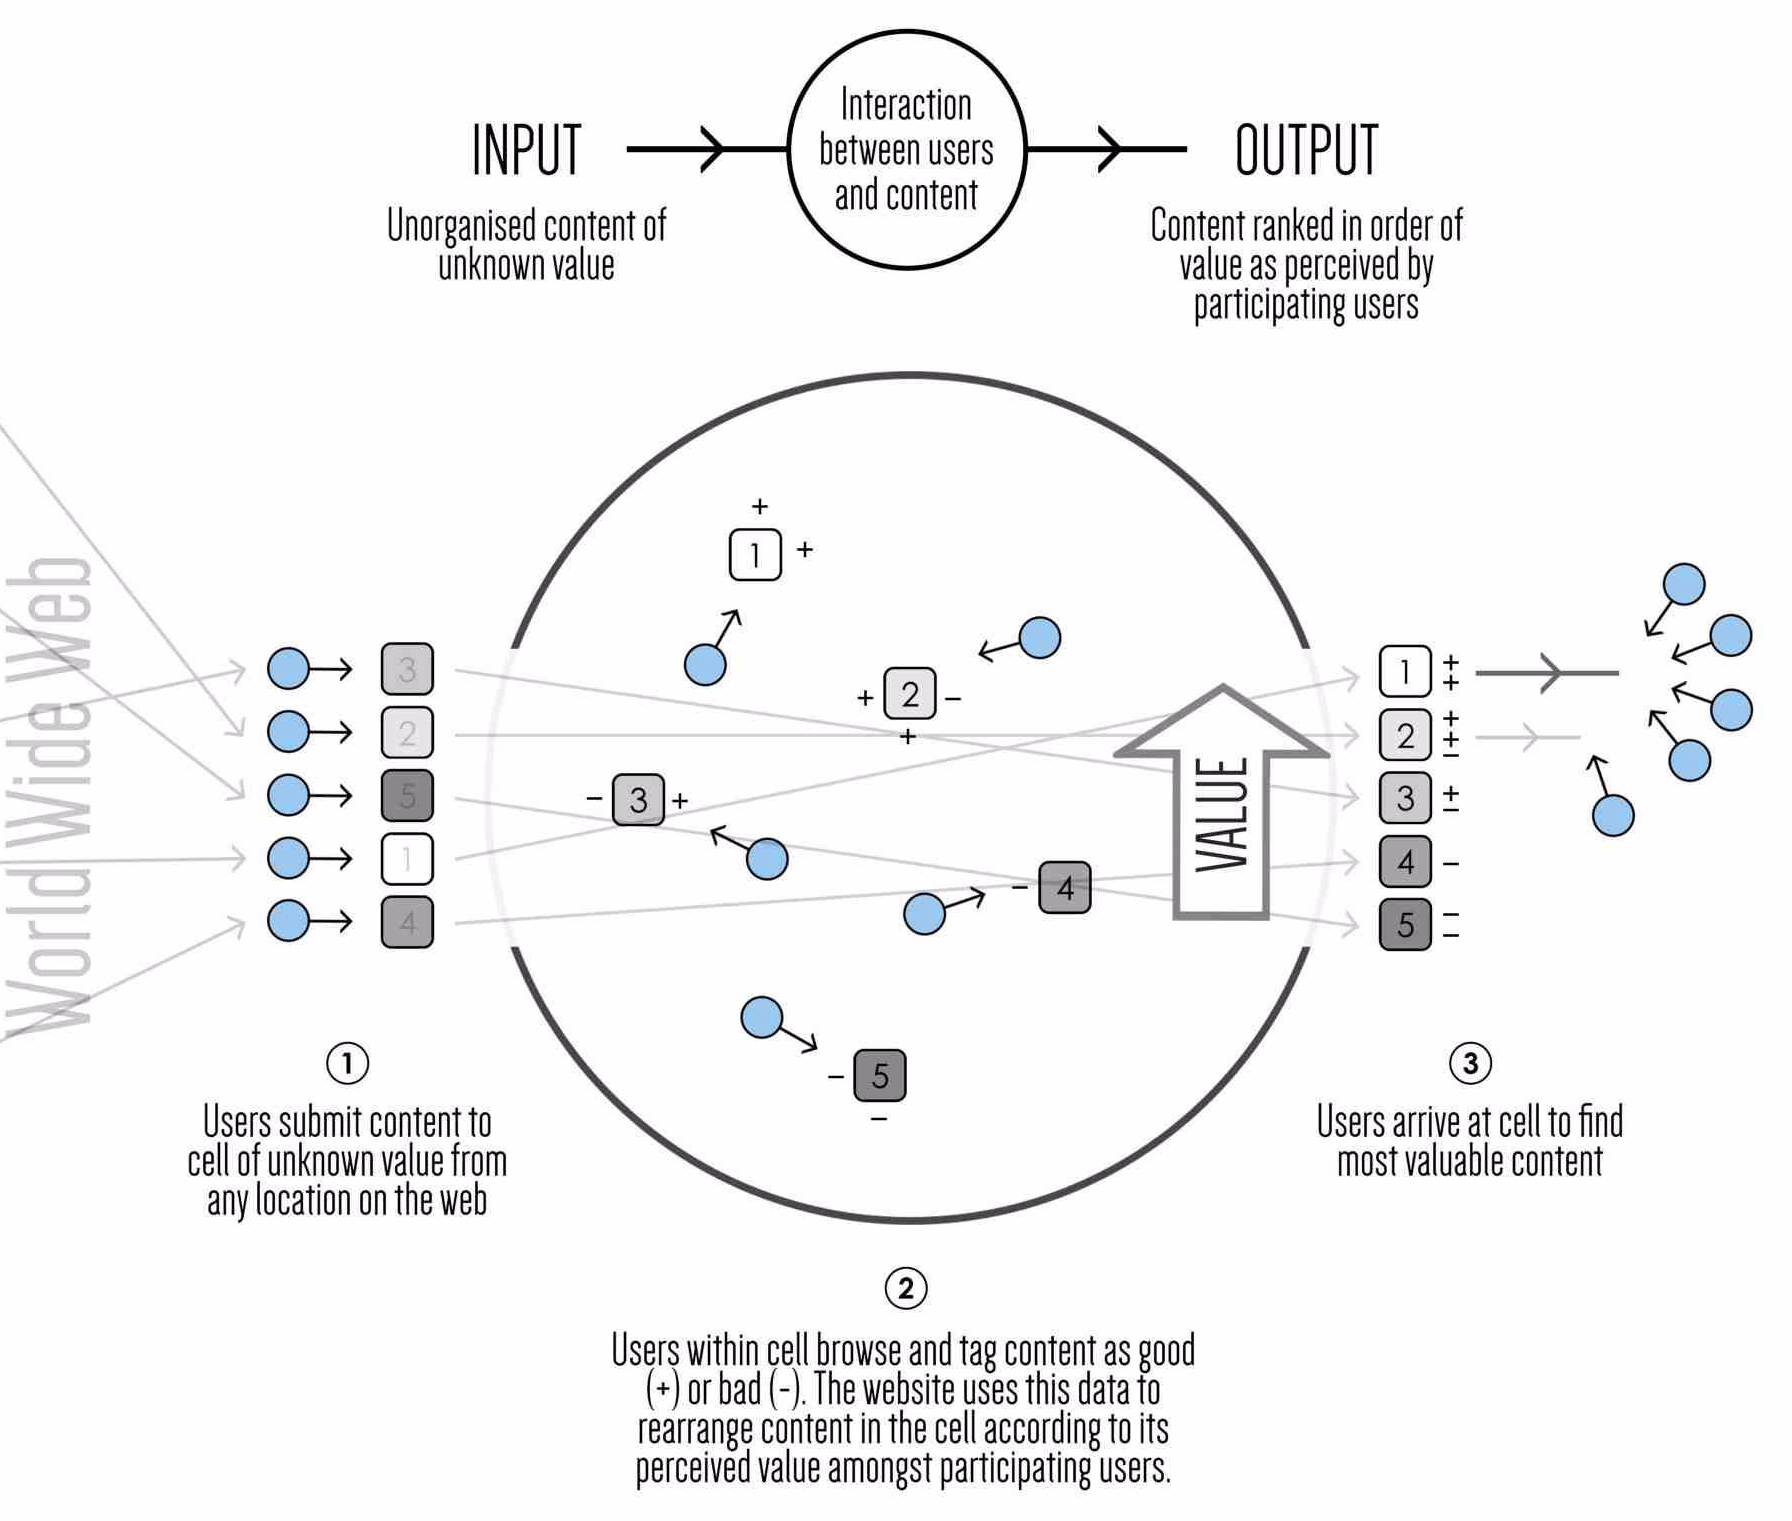 INPUT
Interaction
between users
and content
OUTPUT
Unorganised content of
unknown value
Content ranked in order of
value as perceived by
participating users
World Wide Web
3
2
5
1
4
+
1 +
+ 2 −
+
− 3 +
− 4
− 5
−
VALUE
1 + +
2 + + −
3 + −
4 −
5 − −
1
Users submit content to
cell of unknown value from
any location on the web
2
Users within cell browse and tag content as good
(+) or bad (-). The website uses this data to
rearrange content in the cell according to its
perceived value amongst participating users.
3
Users arrive at cell to find
most valuable content